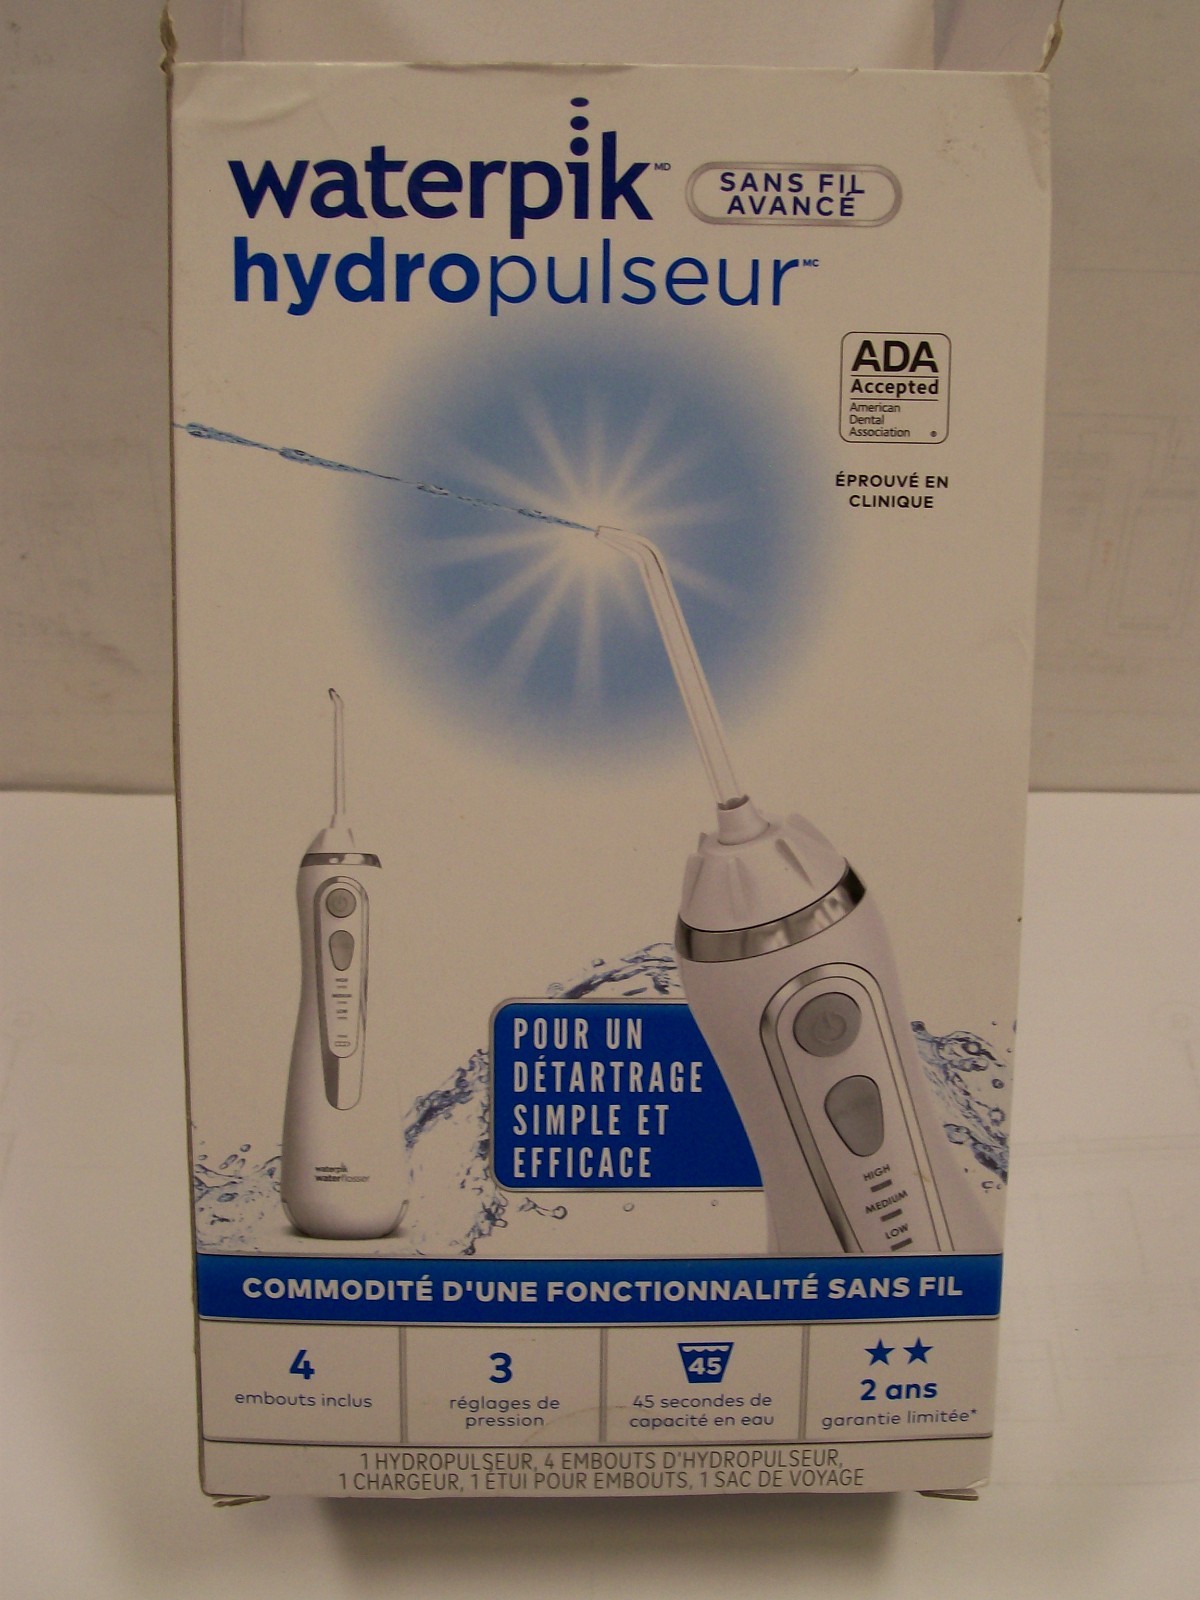 waterpik MD
SANS FIL
AVANCÉ
hydropulseur MC
ADA
Accepted
American
Dental
Association
®
ÉPROUVÉ EN
CLINIQUE
POUR UN
DÉTARTRAGE
SIMPLE ET
EFFICACE
HIGH
MEDIUM
LOW
waterpik
waterflosser
COMMODITÉ D'UNE FONCTIONNALITÉ SANS FIL
4
embouts inclus
3
réglages de
pression
45
45 secondes de
capacité en eau
2 ans
garantie limitée*
1 HYDROPULSEUR, 4 EMBOUTS D'HYDROPULSEUR,
1 CHARGEUR, 1 ÉTUI POUR EMBOUTS, 1 SAC DE VOYAGE